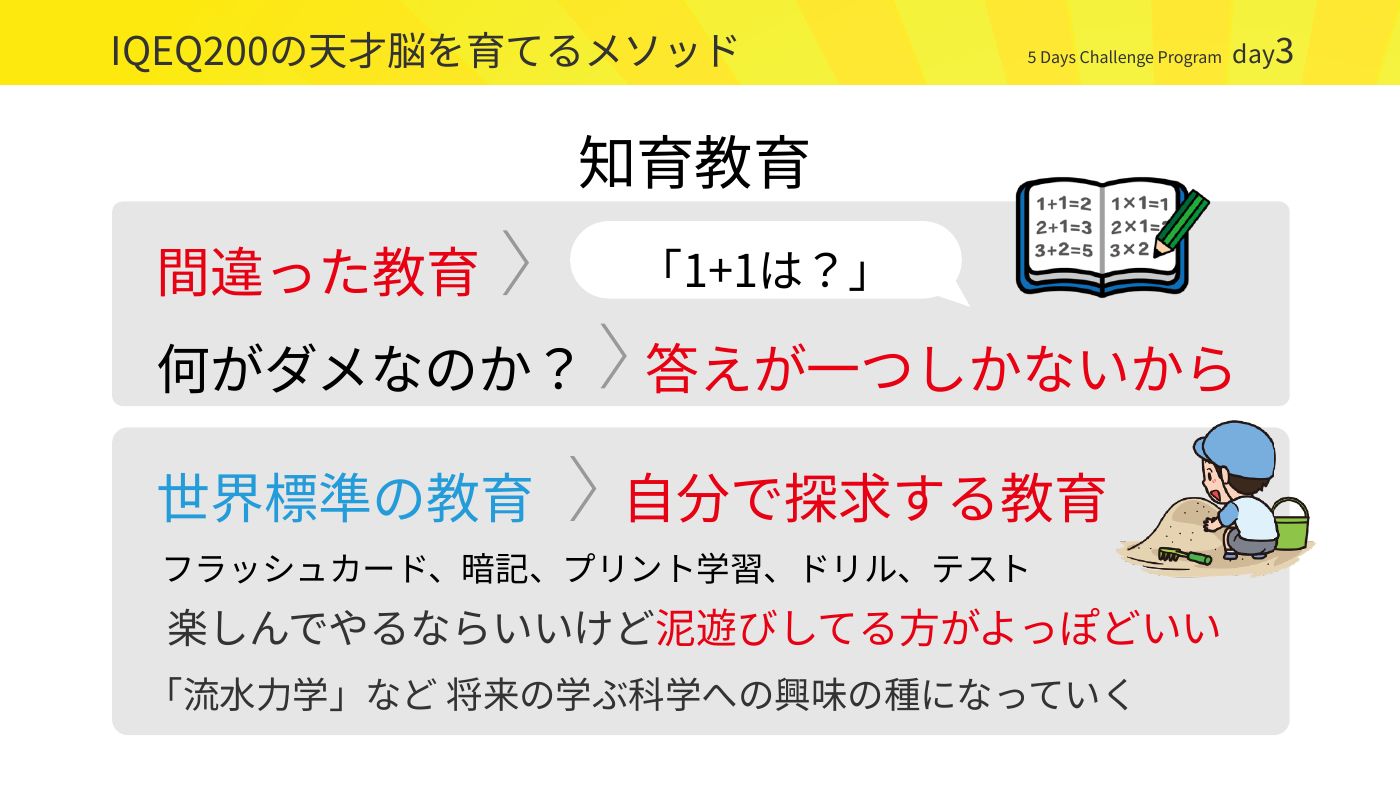 IQEQ200の天才脳を育てるメソッド
5 Days Challenge Program day3
知育教育
間違った教育
「1+1は？」
1+1=2
2+1=3
3+2=5
1×1=1
2×1=
3×2
何がダメなのか？
答えが一つしかないから
世界標準の教育
自分で探求する教育
フラッシュカード、暗記、プリント学習、ドリル、テスト
楽しんでやるならいいけど泥遊びしてる方がよっぽどいい
「流水力学」など 将来の学ぶ科学への興味の種になっていく